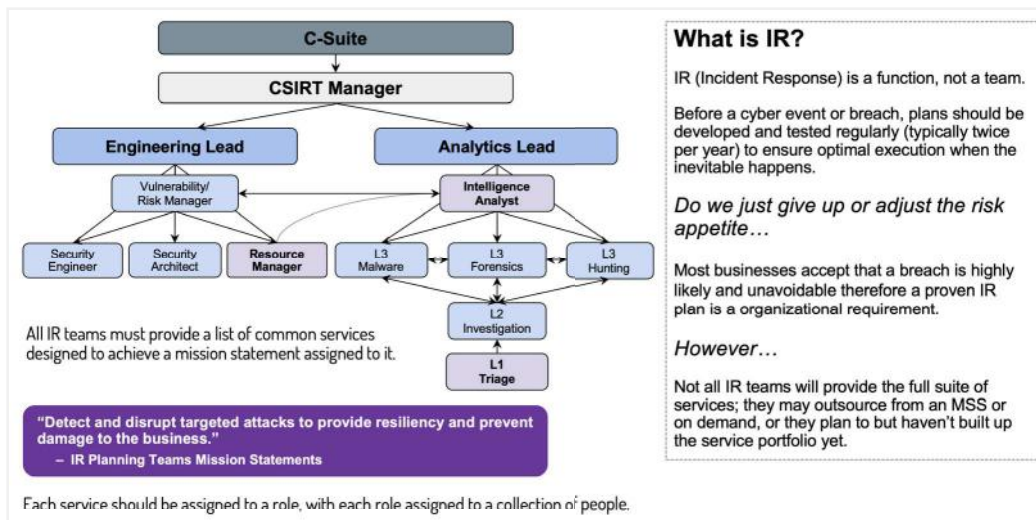 C-Suite
CSIRT Manager
Engineering Lead
Analytics Lead
Vulnerability/
Risk Manager
Intelligence
Analyst
Security
Engineer
Security
Architect
Resource
Manager
L3
Malware
L3
Forensics
L3
Hunting
L2
Investigation
L1
Triage
All IR teams must provide a list of common services
designed to achieve a mission statement assigned to it.
“Detect and disrupt targeted attacks to provide resiliency and prevent
damage to the business.”
– IR Planning Teams Mission Statements
Each service should be assigned to a role, with each role assigned to a collection of people.
What is IR?
IR (Incident Response) is a function, not a team.
Before a cyber event or breach, plans should be
developed and tested regularly (typically twice
per year) to ensure optimal execution when the
inevitable happens.
Do we just give up or adjust the risk
appetite…
Most businesses accept that a breach is highly
likely and unavoidable therefore a proven IR
plan is a organizational requirement.
However…
Not all IR teams will provide the full suite of
services; they may outsource from an MSS or
on demand, or they plan to but haven’t built up
the service portfolio yet.